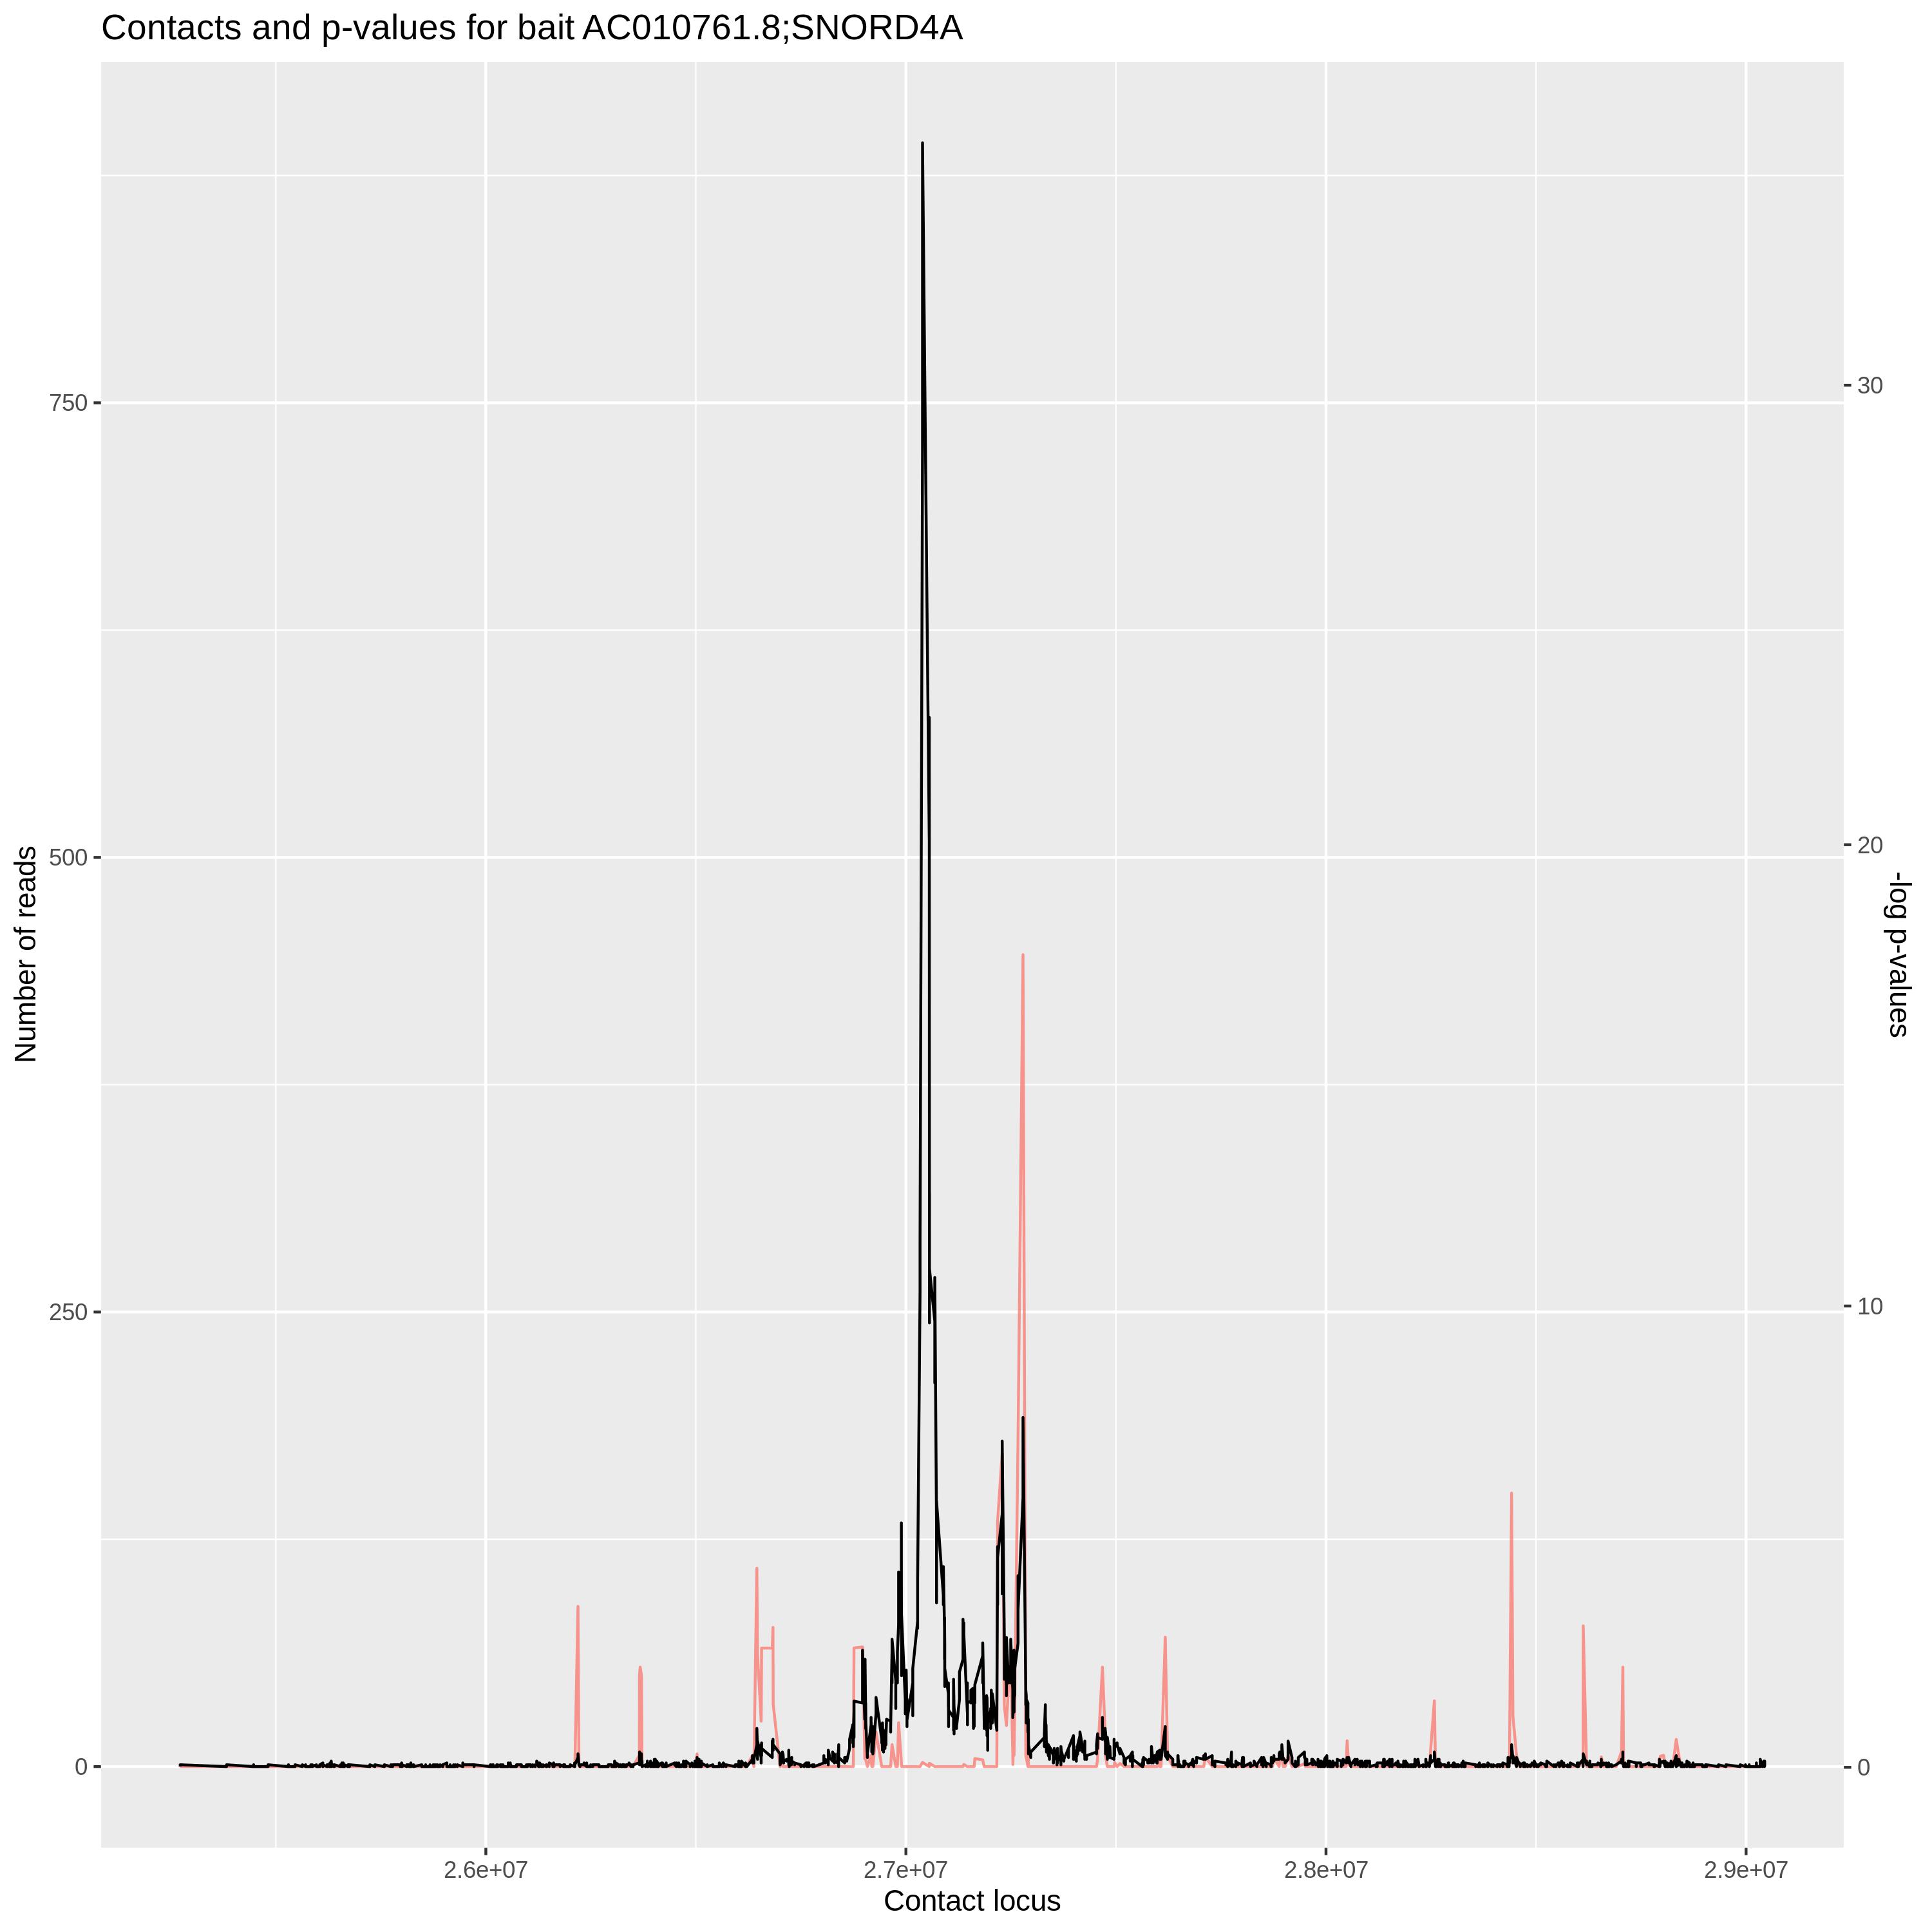 Contacts and p-values for bait AC010761.8;SNORD4A
Number of reads
750
500
250
0
30
20
10
0
-log p-values
2.6e+07
2.7e+07
2.8e+07
2.9e+07
Contact locus